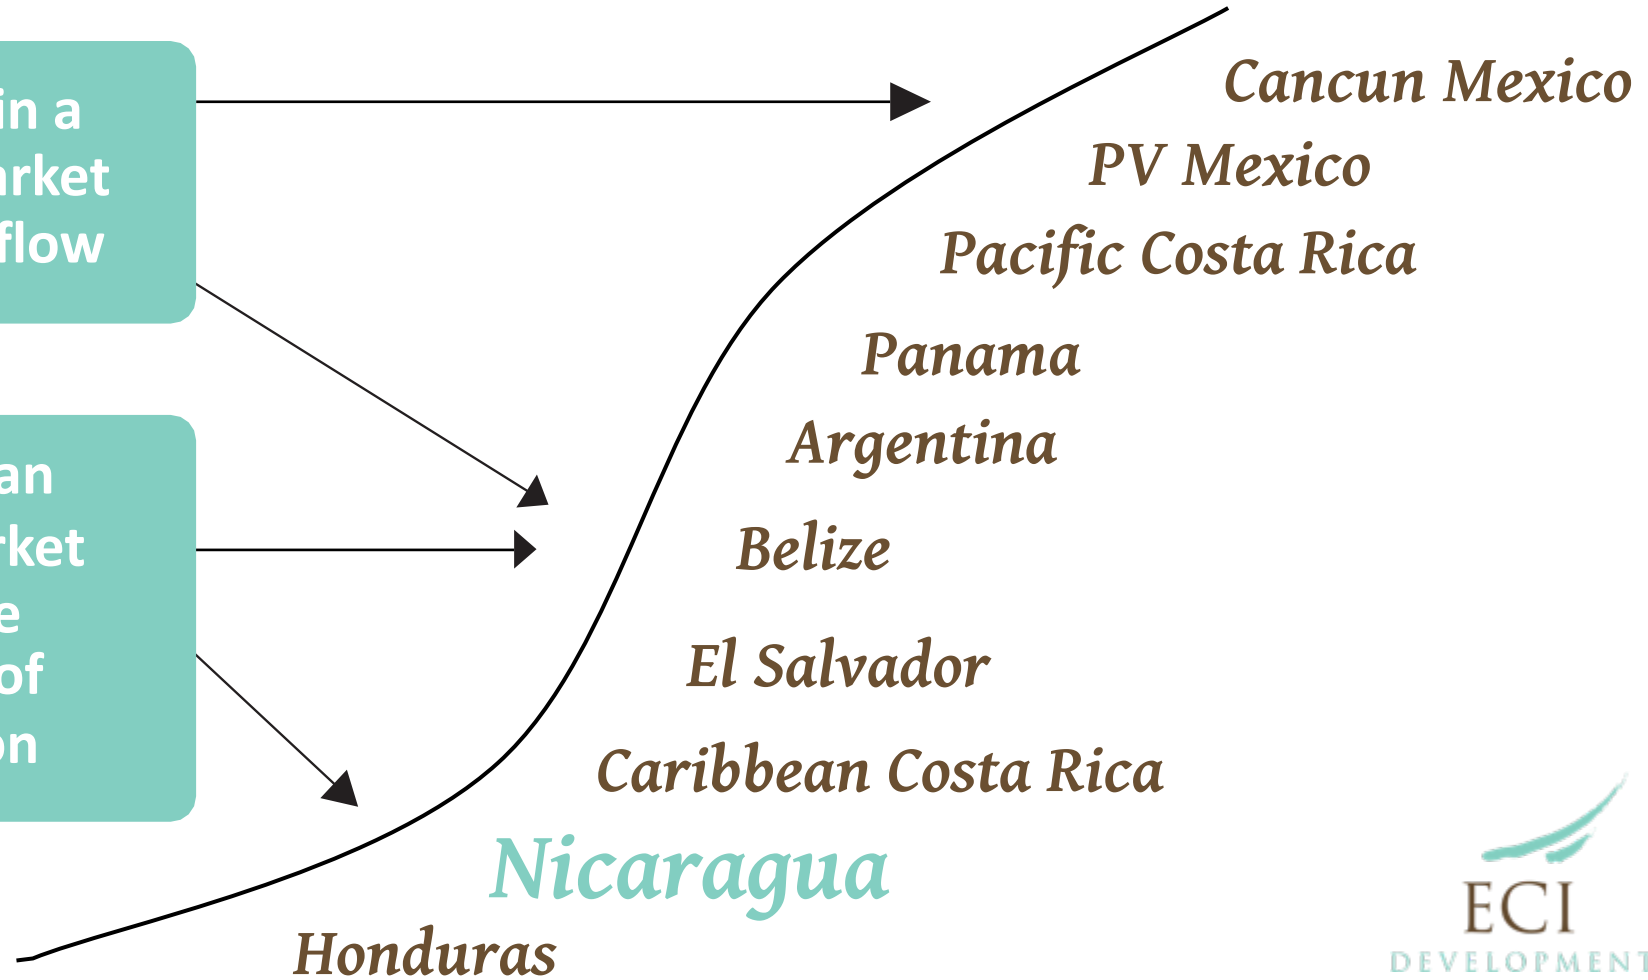 in a
arket
flow
an
rket
e
of
on
Cancun Mexico
PV Mexico
Pacific Costa Rica
Panama
Argentina
Belize
El Salvador
Caribbean Costa Rica
Nicaragua
Honduras
ECI
DEVELOPMENT